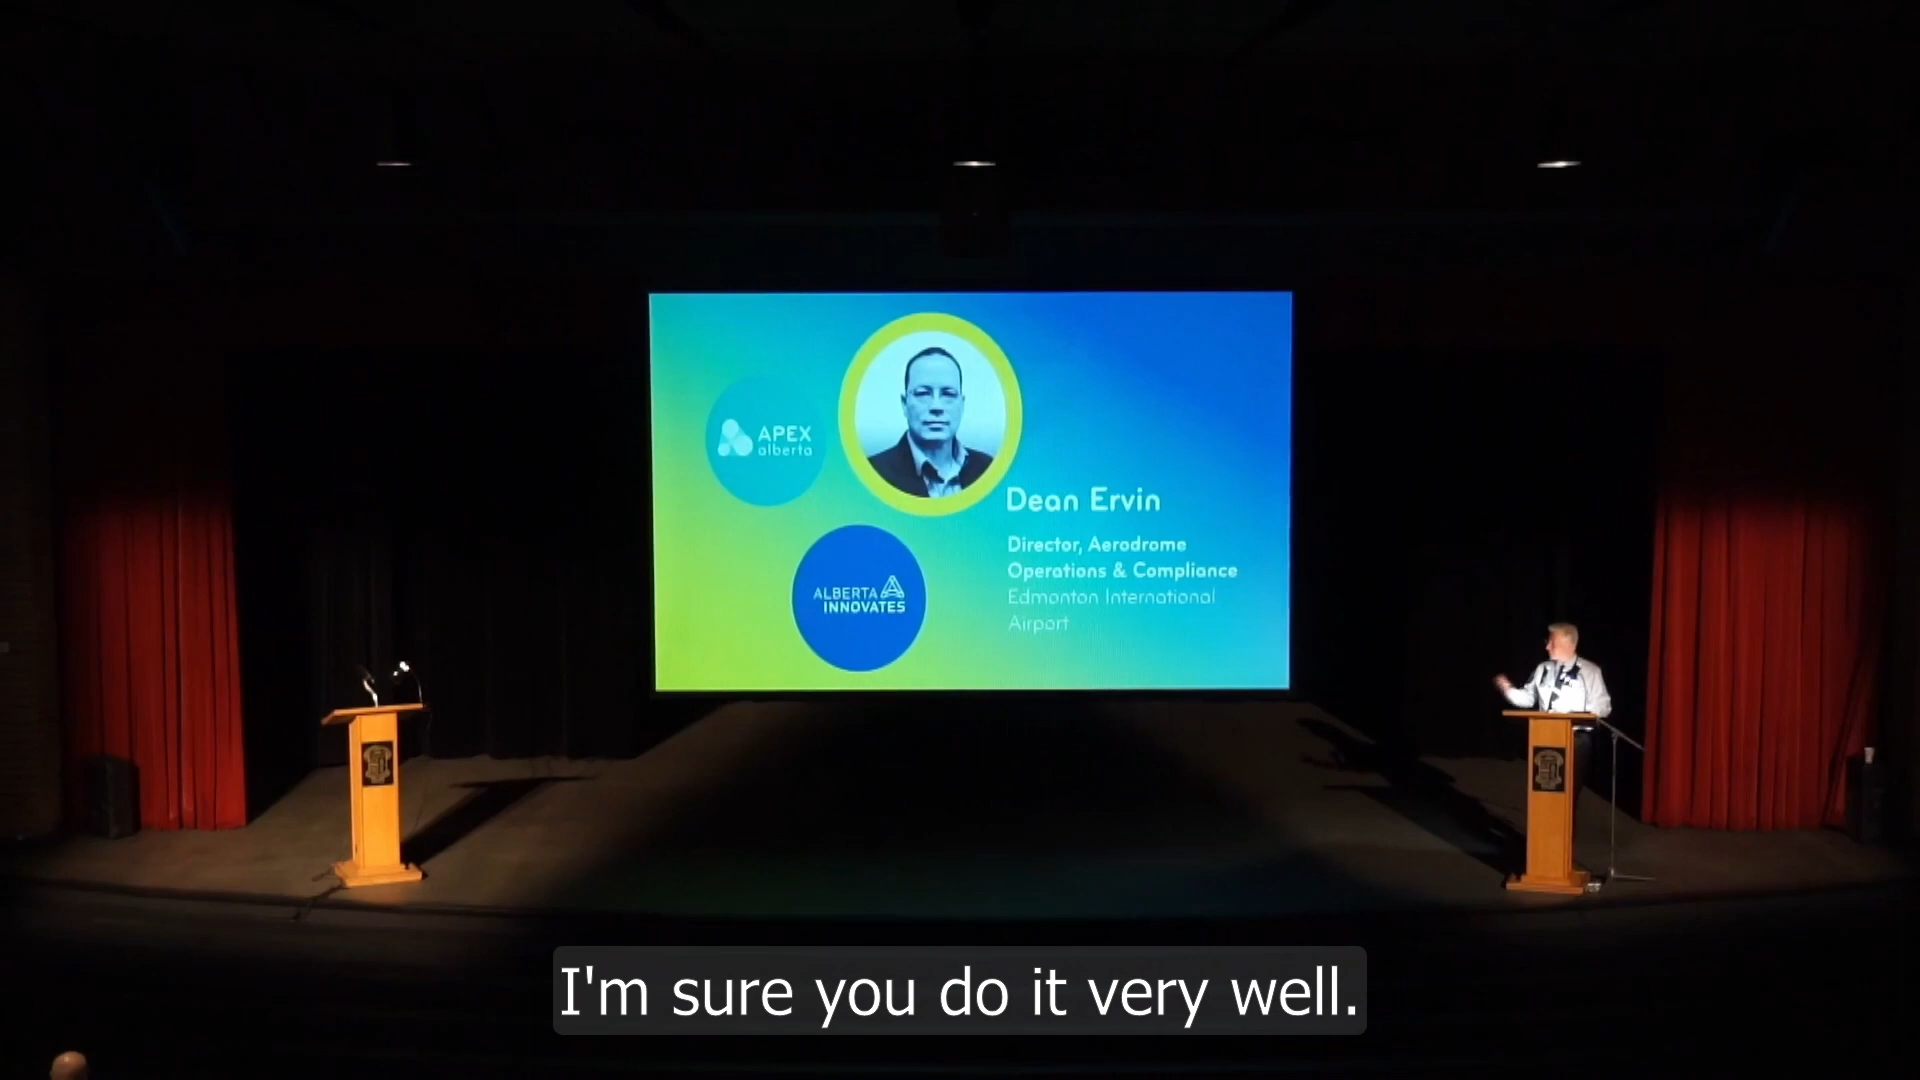 APEX
alberta
Dean Ervin
Director, Aerodrome
Operations & Compliance
Edmonton International
Airport
ALBERTA
INNOVATES
I'm sure you do it very well.